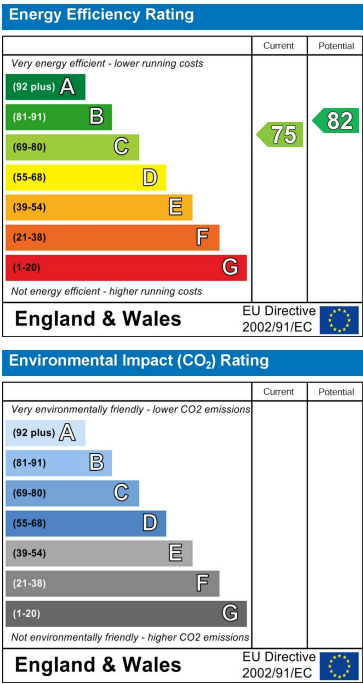 Energy Efficiency Rating
Current Potential
Very energy efficient - lower running costs
(92 plus) A
(81-91) B
(69-80) C
(55-68) D
(39-54) E
(21-38) F
(1-20) G
75
82
Not energy efficient - higher running costs
England & Wales
EU Directive
2002/91/EC
Environmental Impact (CO₂) Rating
Current Potential
Very environmentally friendly - lower CO2 emissions
(92 plus) A
(81-91) B
(69-80) C
(55-68) D
(39-54) E
(21-38) F
(1-20) G
Not environmentally friendly - higher CO2 emissions
England & Wales
EU Directive
2002/91/EC